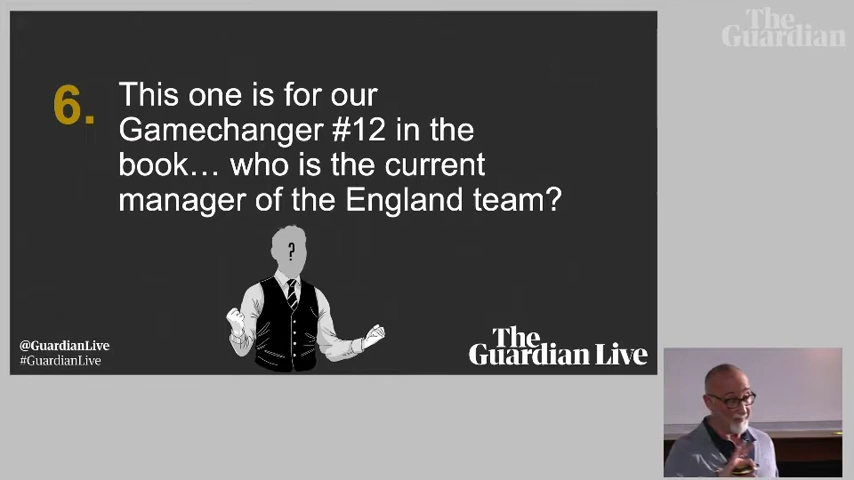 The
Guardian
6. This one is for our
Gamechanger #12 in the
book… who is the current
manager of the England team?
?
@GuardianLive
#GuardianLive
The
Guardian Live